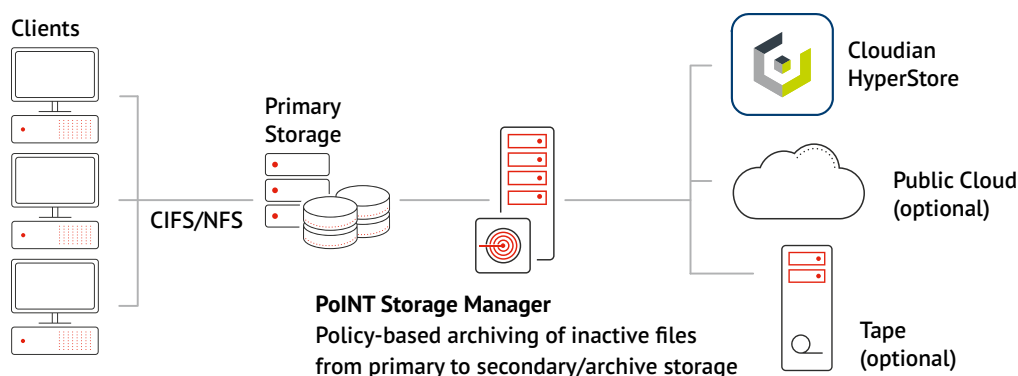 Clients
Primary
Storage
CIFS/NFS
PoINT Storage Manager
Policy-based archiving of inactive files
from primary to secondary/archive storage
Cloudian
HyperStore
Public Cloud
(optional)
Tape
(optional)